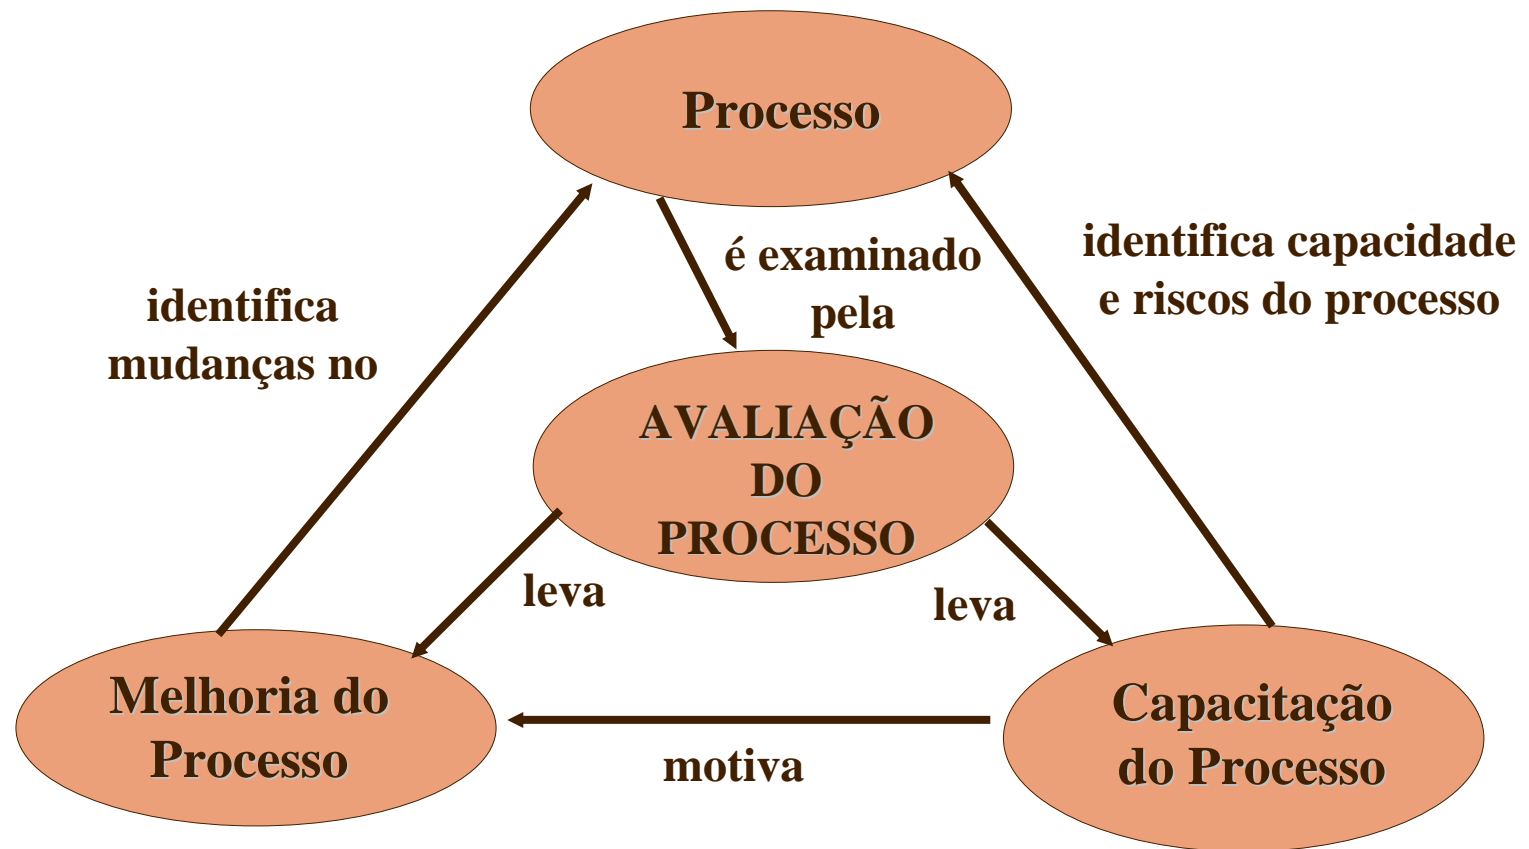 Processo
é examinado
pela
identifica capacidade
e riscos do processo
identifica
mudanças no
AVALIAÇÃO
DO
PROCESSO
leva
leva
Melhoria do
Processo
motiva
Capacitação
do Processo